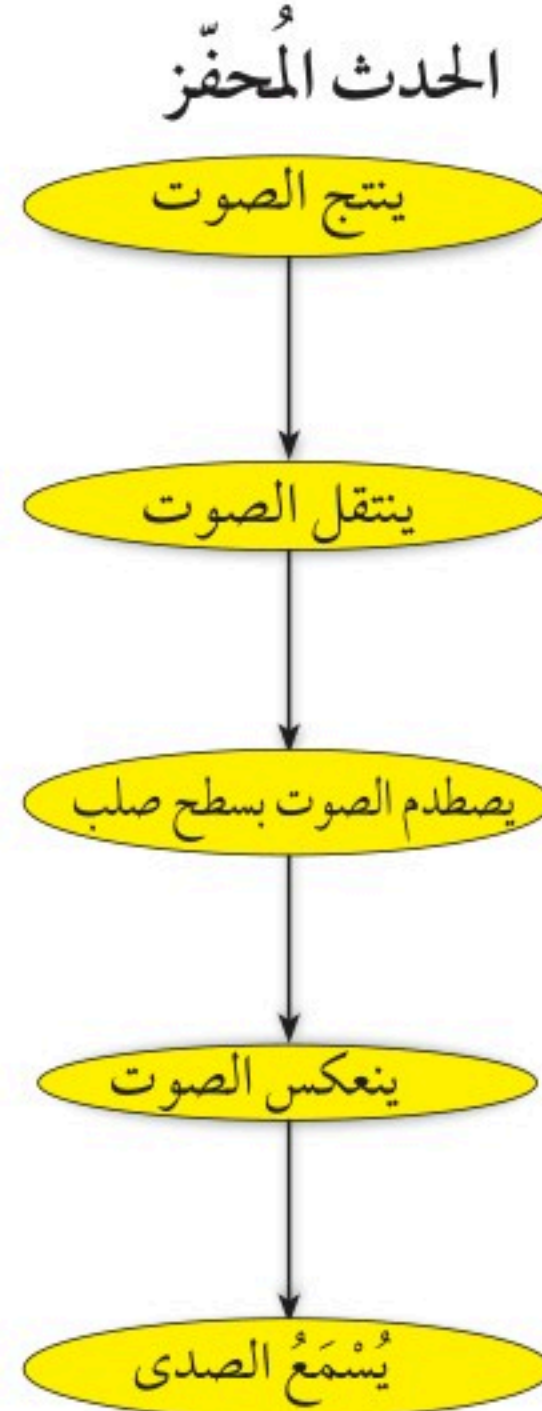 الحدث المُحفّز
ينتج الصوت
ينتقل الصوت
يصطدم الصوت بسطح صلب
ينعكس الصوت
يُسْمَعُ الصدى